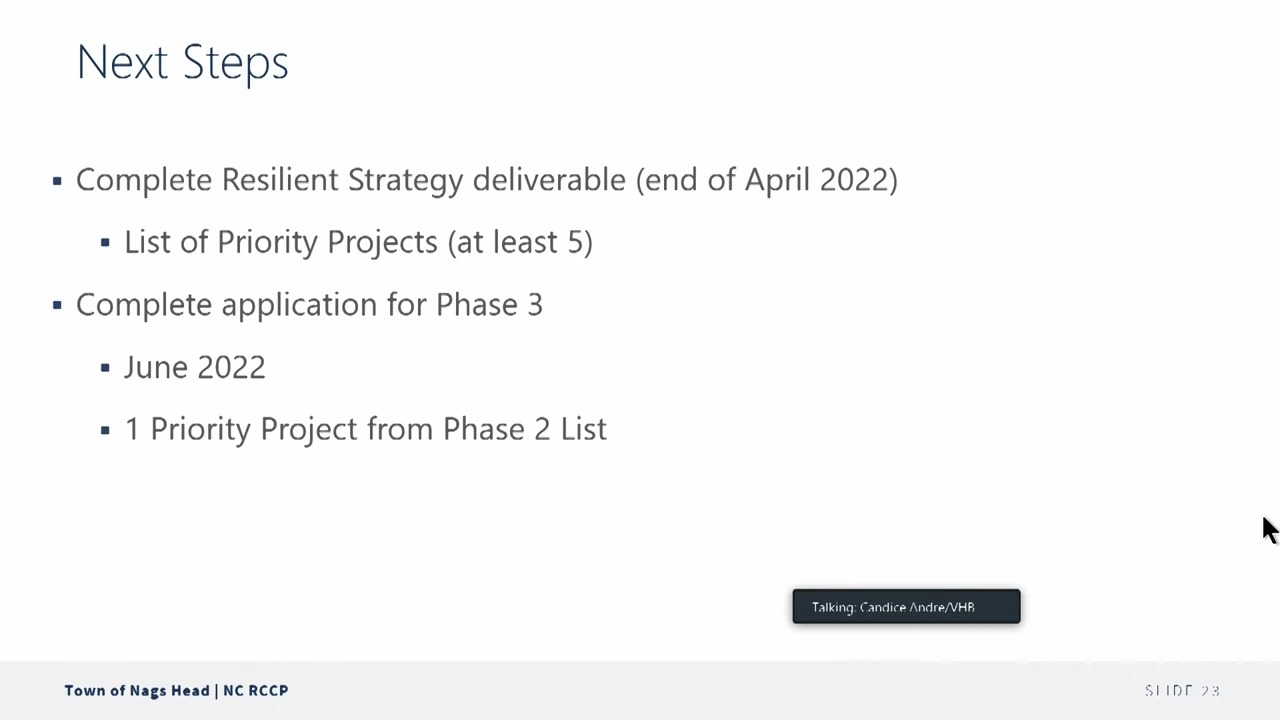 Next Steps
Complete Resilient Strategy deliverable (end of April 2022)
List of Priority Projects (at least 5)
Complete application for Phase 3
June 2022
1 Priority Project from Phase 2 List
Talking: Candice Andre/VHB
Town of Nags Head | NC RCCP
SLIDE 23